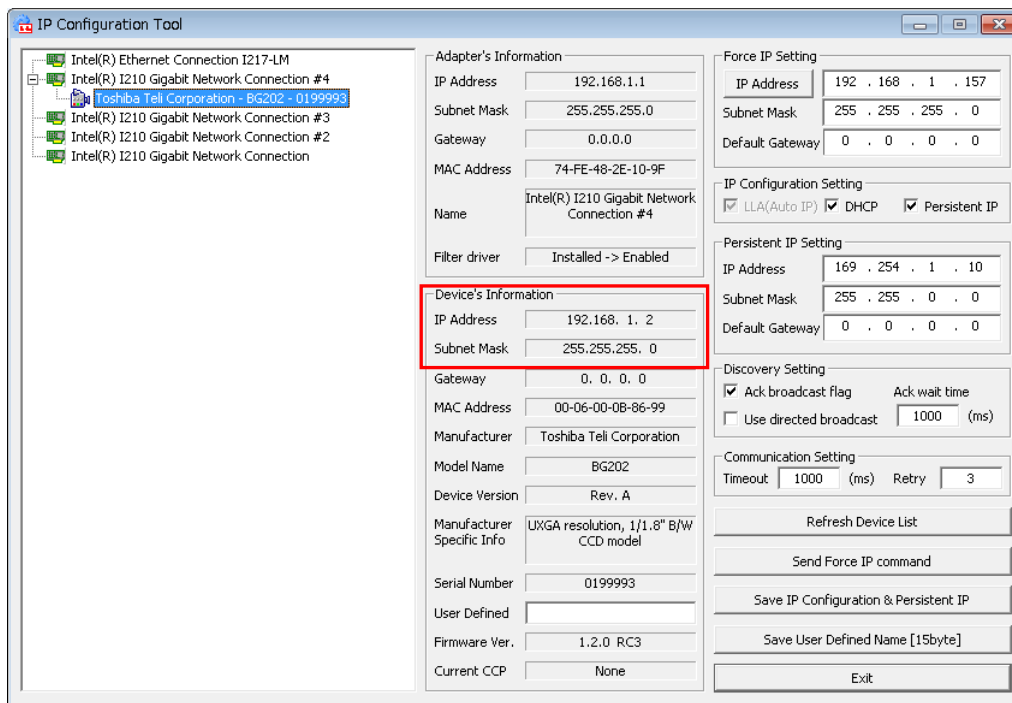 IP Configuration Tool
Intel(R) Ethernet Connection I217-LM
Intel(R) I210 Gigabit Network Connection #4
Toshiba Teli Corporation - BG202 - 0199993
Intel(R) I210 Gigabit Network Connection #3
Intel(R) I210 Gigabit Network Connection #2
Intel(R) I210 Gigabit Network Connection
Adapter's Information
IP Address 192.168.1.1
Subnet Mask 255.255.255.0
Gateway 0.0.0.0
MAC Address 74-FE-48-2E-10-9F
Name Intel(R) I210 Gigabit Network
Connection #4
Filter driver Installed -> Enabled
Device's Information
IP Address 192.168. 1. 2
Subnet Mask 255.255.255. 0
Gateway 0. 0. 0. 0
MAC Address 00-06-00-0B-86-99
Manufacturer Toshiba Teli Corporation
Model Name BG202
Device Version Rev. A
Manufacturer
Specific Info
UXGA resolution, 1/1.8" B/W
CCD model
Serial Number 0199993
User Defined
Firmware Ver. 1.2.0 RC3
Current CCP None
Force IP Setting
IP Address 192 . 168 . 1 . 157
Subnet Mask 255 . 255 . 255 . 0
Default Gateway 0 . 0 . 0 . 0
IP Configuration Setting
LLA(Auto IP) DHCP Persistent IP
Persistent IP Setting
IP Address 169 . 254 . 1 . 10
Subnet Mask 255 . 255 . 0 . 0
Default Gateway 0 . 0 . 0 . 0
Discovery Setting
Ack broadcast flag Ack wait time
Use directed broadcast 1000 (ms)
Communication Setting
Timeout 1000 (ms) Retry 3
Refresh Device List
Send Force IP command
Save IP Configuration & Persistent IP
Save User Defined Name [15byte]
Exit